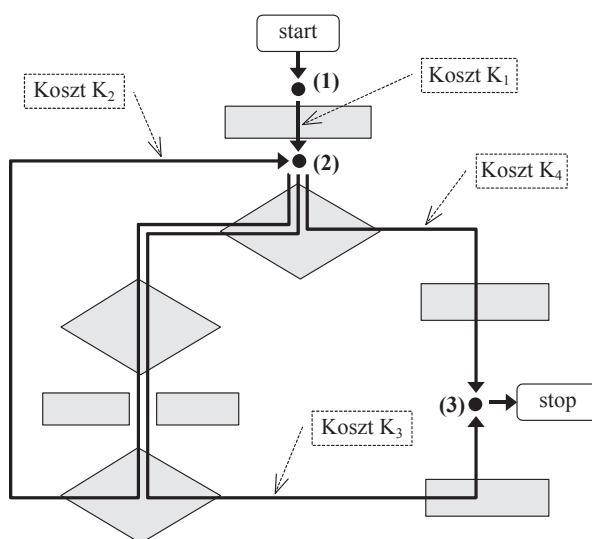 start
(1)
Koszt K₁
Koszt K₂
(2)
Koszt K₄
(3)
stop
Koszt K₃